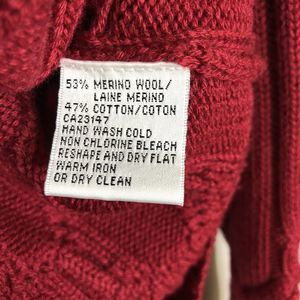 53% MERINO WOOL/
LAINE MERINO
47% COTTON/COTON
CA23147
HAND WASH COLD
NON CHLORINE BLEACH
RESHAPE AND DRY FLAT
WARM IRON
OR DRY CLEAN